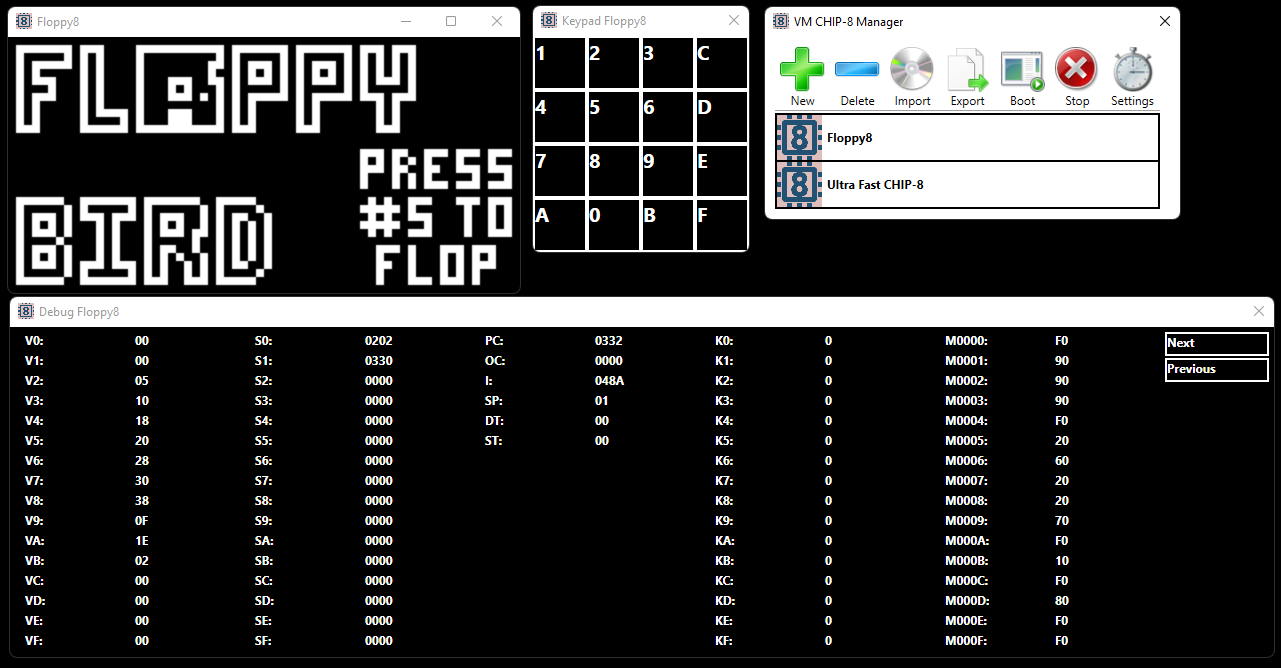 Floppy8
FLAPPY
BIRD
PRESS
#S TO
FLOP
Keypad Floppy8
1 2 3 C
4 5 6 D
7 8 9 E
A 0 B F
VM CHIP-8 Manager
New Delete Import Export Boot Stop Settings
8 Floppy8
8 Ultra Fast CHIP-8
Debug Floppy8
V0: 00 S0: 0202 PC: 0332 K0: 0 M0000: F0 Next
V1: 00 S1: 0330 OC: 0000 K1: 0 M0001: 90 Previous
V2: 05 S2: 0000 I: 048A K2: 0 M0002: 90
V3: 10 S3: 0000 SP: 01 K3: 0 M0003: 90
V4: 18 S4: 0000 DT: 00 K4: 0 M0004: F0
V5: 20 S5: 0000 ST: 00 K5: 0 M0005: 20
V6: 28 S6: 0000 K6: 0 M0006: 60
V7: 30 S7: 0000 K7: 0 M0007: 20
V8: 38 S8: 0000 K8: 0 M0008: 20
V9: 0F S9: 0000 K9: 0 M0009: 70
VA: 1E SA: 0000 KA: 0 M000A: F0
VB: 02 SB: 0000 KB: 0 M000B: 10
VC: 00 SC: 0000 KC: 0 M000C: F0
VD: 00 SD: 0000 KD: 0 M000D: 80
VE: 00 SE: 0000 KE: 0 M000E: F0
VF: 00 SF: 0000 KF: 0 M000F: F0